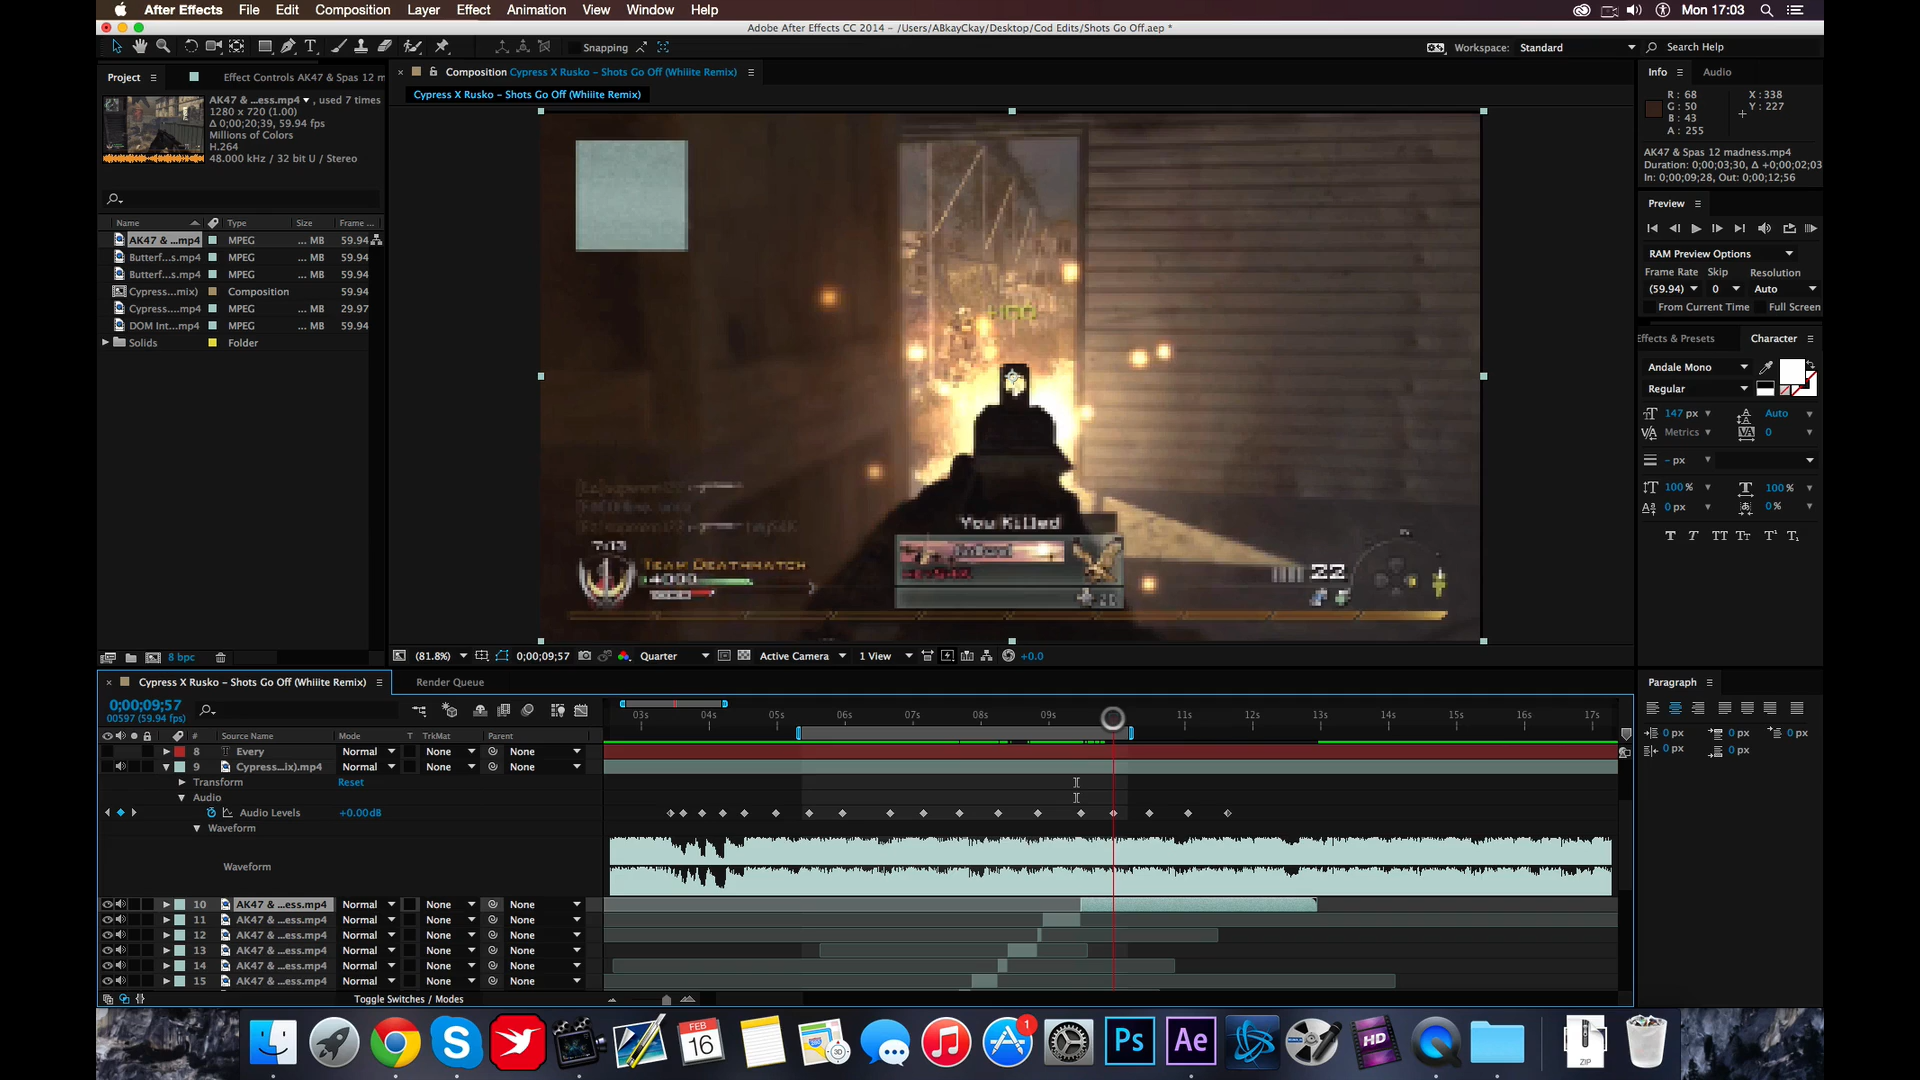 After Effects File Edit Composition Layer Effect Animation View Window Help Mon 17:03
Adobe After Effects CC 2014 – /Users/ABkayCkay/Desktop/Cod Edits/Shots Go Off.aep *
Snapping Workspace: Standard Search Help
Project Effect Controls AK47 & Spas 12 m
AK47 & ...ess.mp4 , used 7 times
1280 x 720 (1.00)
Δ 0;00;20;39, 59.94 fps
Millions of Colors
H.264
48.000 kHz / 32 bit U / Stereo
Name Type Size Frame ...
AK47 & ...mp4 MPEG ... MB 59.94
Butterf...s.mp4 MPEG ... MB 59.94
Butterf...s.mp4 MPEG ... MB 59.94
Cypress...mix) Composition 59.94
Cypress....mp4 MPEG ... MB 29.97
DOM Int...mp4 MPEG ... MB 59.94
Solids Folder
8 bpc
Composition Cypress X Rusko – Shots Go Off (Whiiite Remix)
Cypress X Rusko – Shots Go Off (Whiiite Remix)
You Killed
Team Deathmatch
4000
22
(81.8%) 0;00;09;57 Quarter Active Camera 1 View +0.0
Info Audio
R : 68 X : 338
G : 50 Y : 227
B : 43
A : 255
AK47 & Spas 12 madness.mp4
Duration: 0;00;03;30, Δ +0;00;02;03
In: 0;00;09;28, Out: 0;00;12;56
Preview
RAM Preview Options
Frame Rate Skip Resolution
(59.94) 0 Auto
From Current Time Full Screen
Effects & Presets Character
Andale Mono
Regular
147 px Auto
Metrics 0
– px
100 % 100 %
0 px 0 %
T T TT Tt T¹ T₁
Paragraph
0 px 0 px 0 px
0 px 0 px
Cypress X Rusko – Shots Go Off (Whiiite Remix) Render Queue
0;00;09;57
00597 (59.94 fps)
03s 04s 05s 06s 07s 08s 09s 11s 12s 13s 14s 15s 16s 17s
# Source Name Mode T TrkMat Parent
8 T Every Normal None None
9 Cypress...ix).mp4 Normal None None
Transform Reset
Audio
Audio Levels +0.00dB
Waveform
Waveform
10 AK47 & ...ess.mp4 Normal None None
11 AK47 & ...ess.mp4 Normal None None
12 AK47 & ...ess.mp4 Normal None None
13 AK47 & ...ess.mp4 Normal None None
14 AK47 & ...ess.mp4 Normal None None
15 AK47 & ...ess.mp4 Normal None None
Toggle Switches / Modes
FEB
16
3D
1
Ps
Ae
HD
ZIP